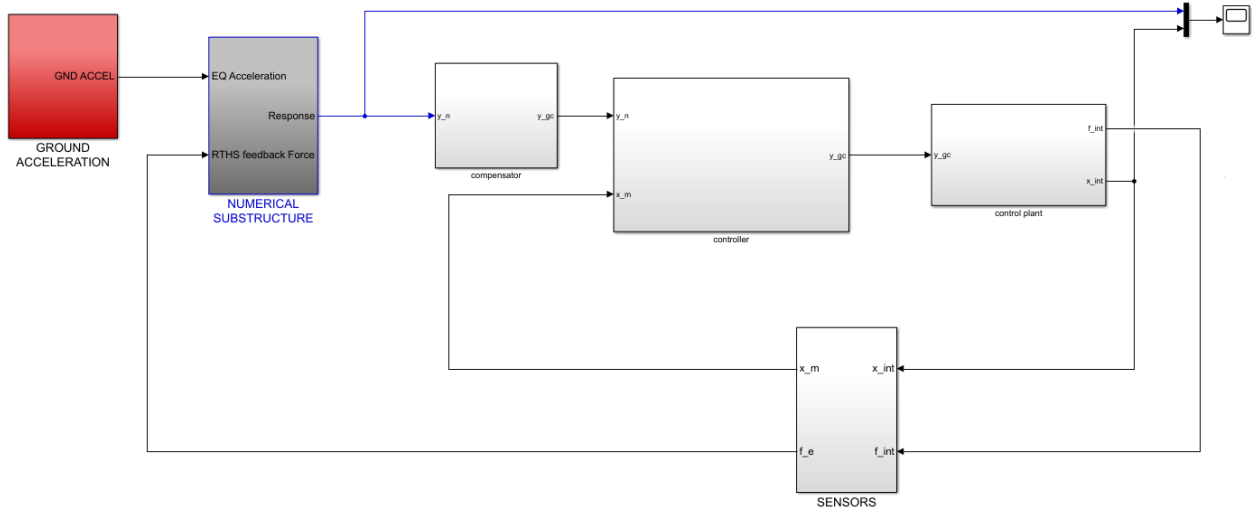 GND ACCEL
GROUND
ACCELERATION
EQ Acceleration
Response
RTHS feedback Force
NUMERICAL
SUBSTRUCTURE
y_n
y_gc
compensator
y_n
x_m
y_gc
controller
y_gc
f_int
x_int
control plant
x_m
x_int
f_e
f_int
SENSORS